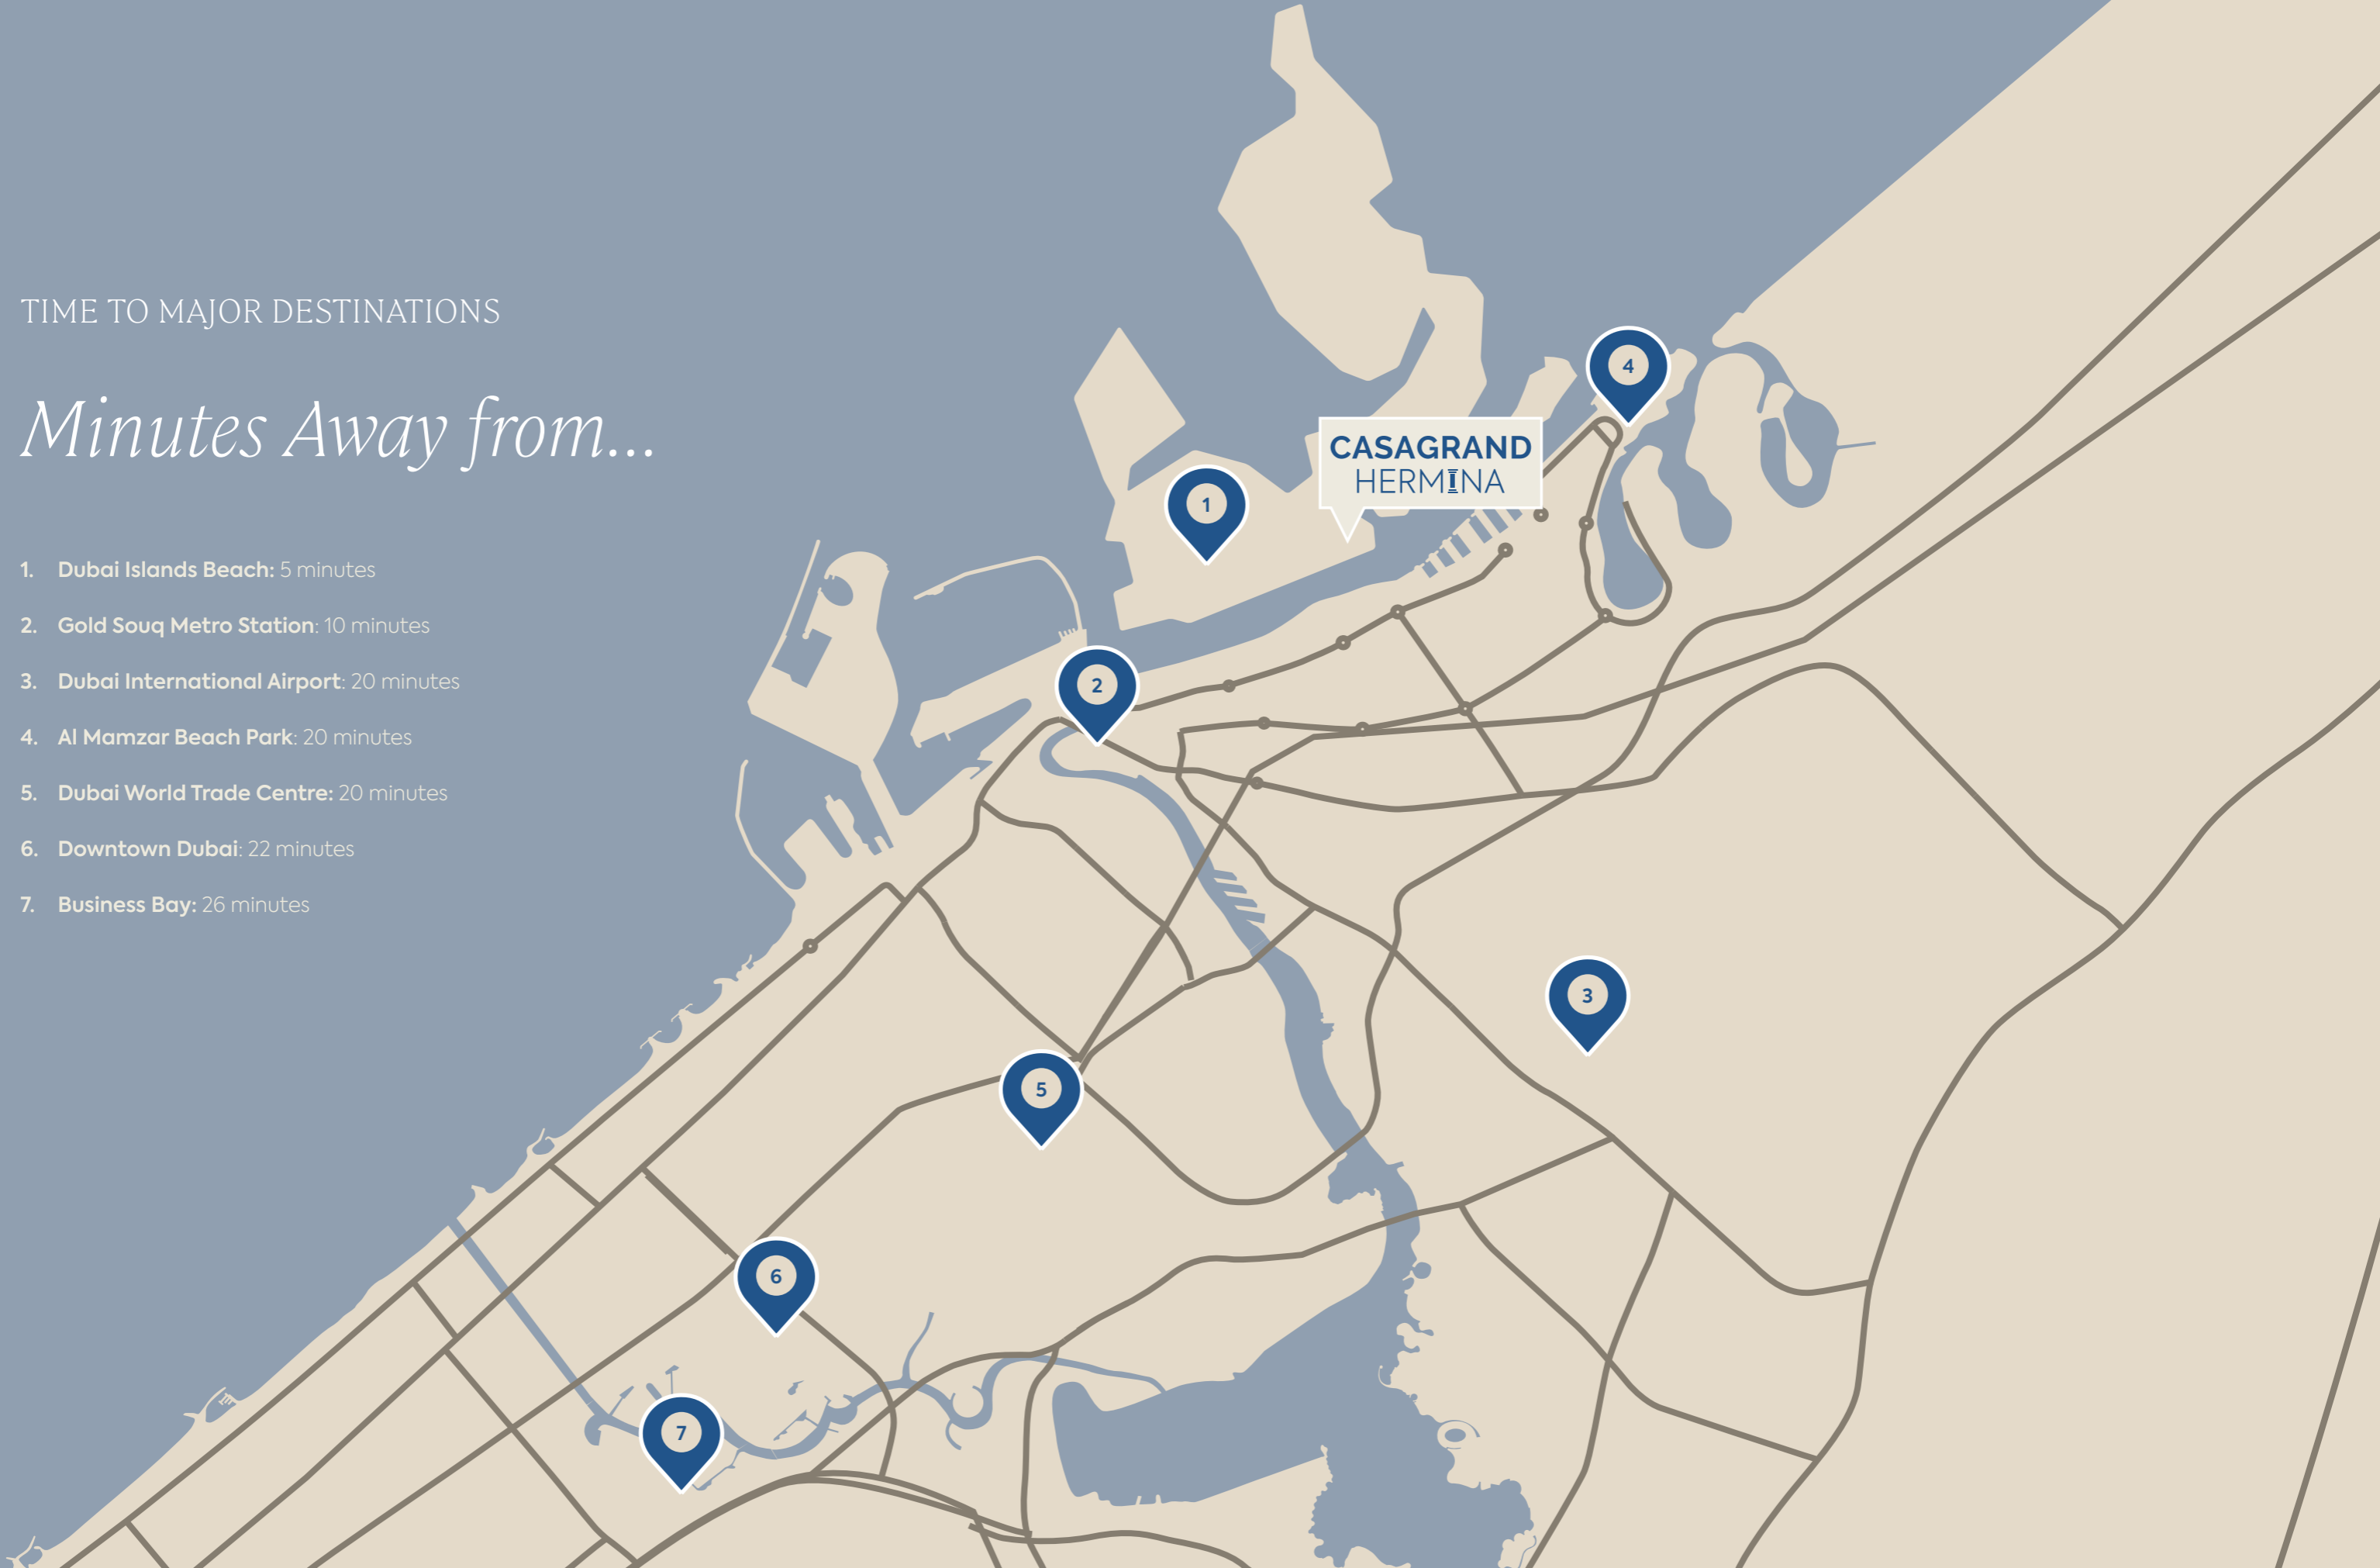 TIME TO MAJOR DESTINATIONS
Minutes Away from...
1. Dubai Islands Beach: 5 minutes
2. Gold Souq Metro Station: 10 minutes
3. Dubai International Airport: 20 minutes
4. Al Mamzar Beach Park: 20 minutes
5. Dubai World Trade Centre: 20 minutes
6. Downtown Dubai: 22 minutes
7. Business Bay: 26 minutes
4
CASAGRAND
HERMINA
1
2
3
5
6
7